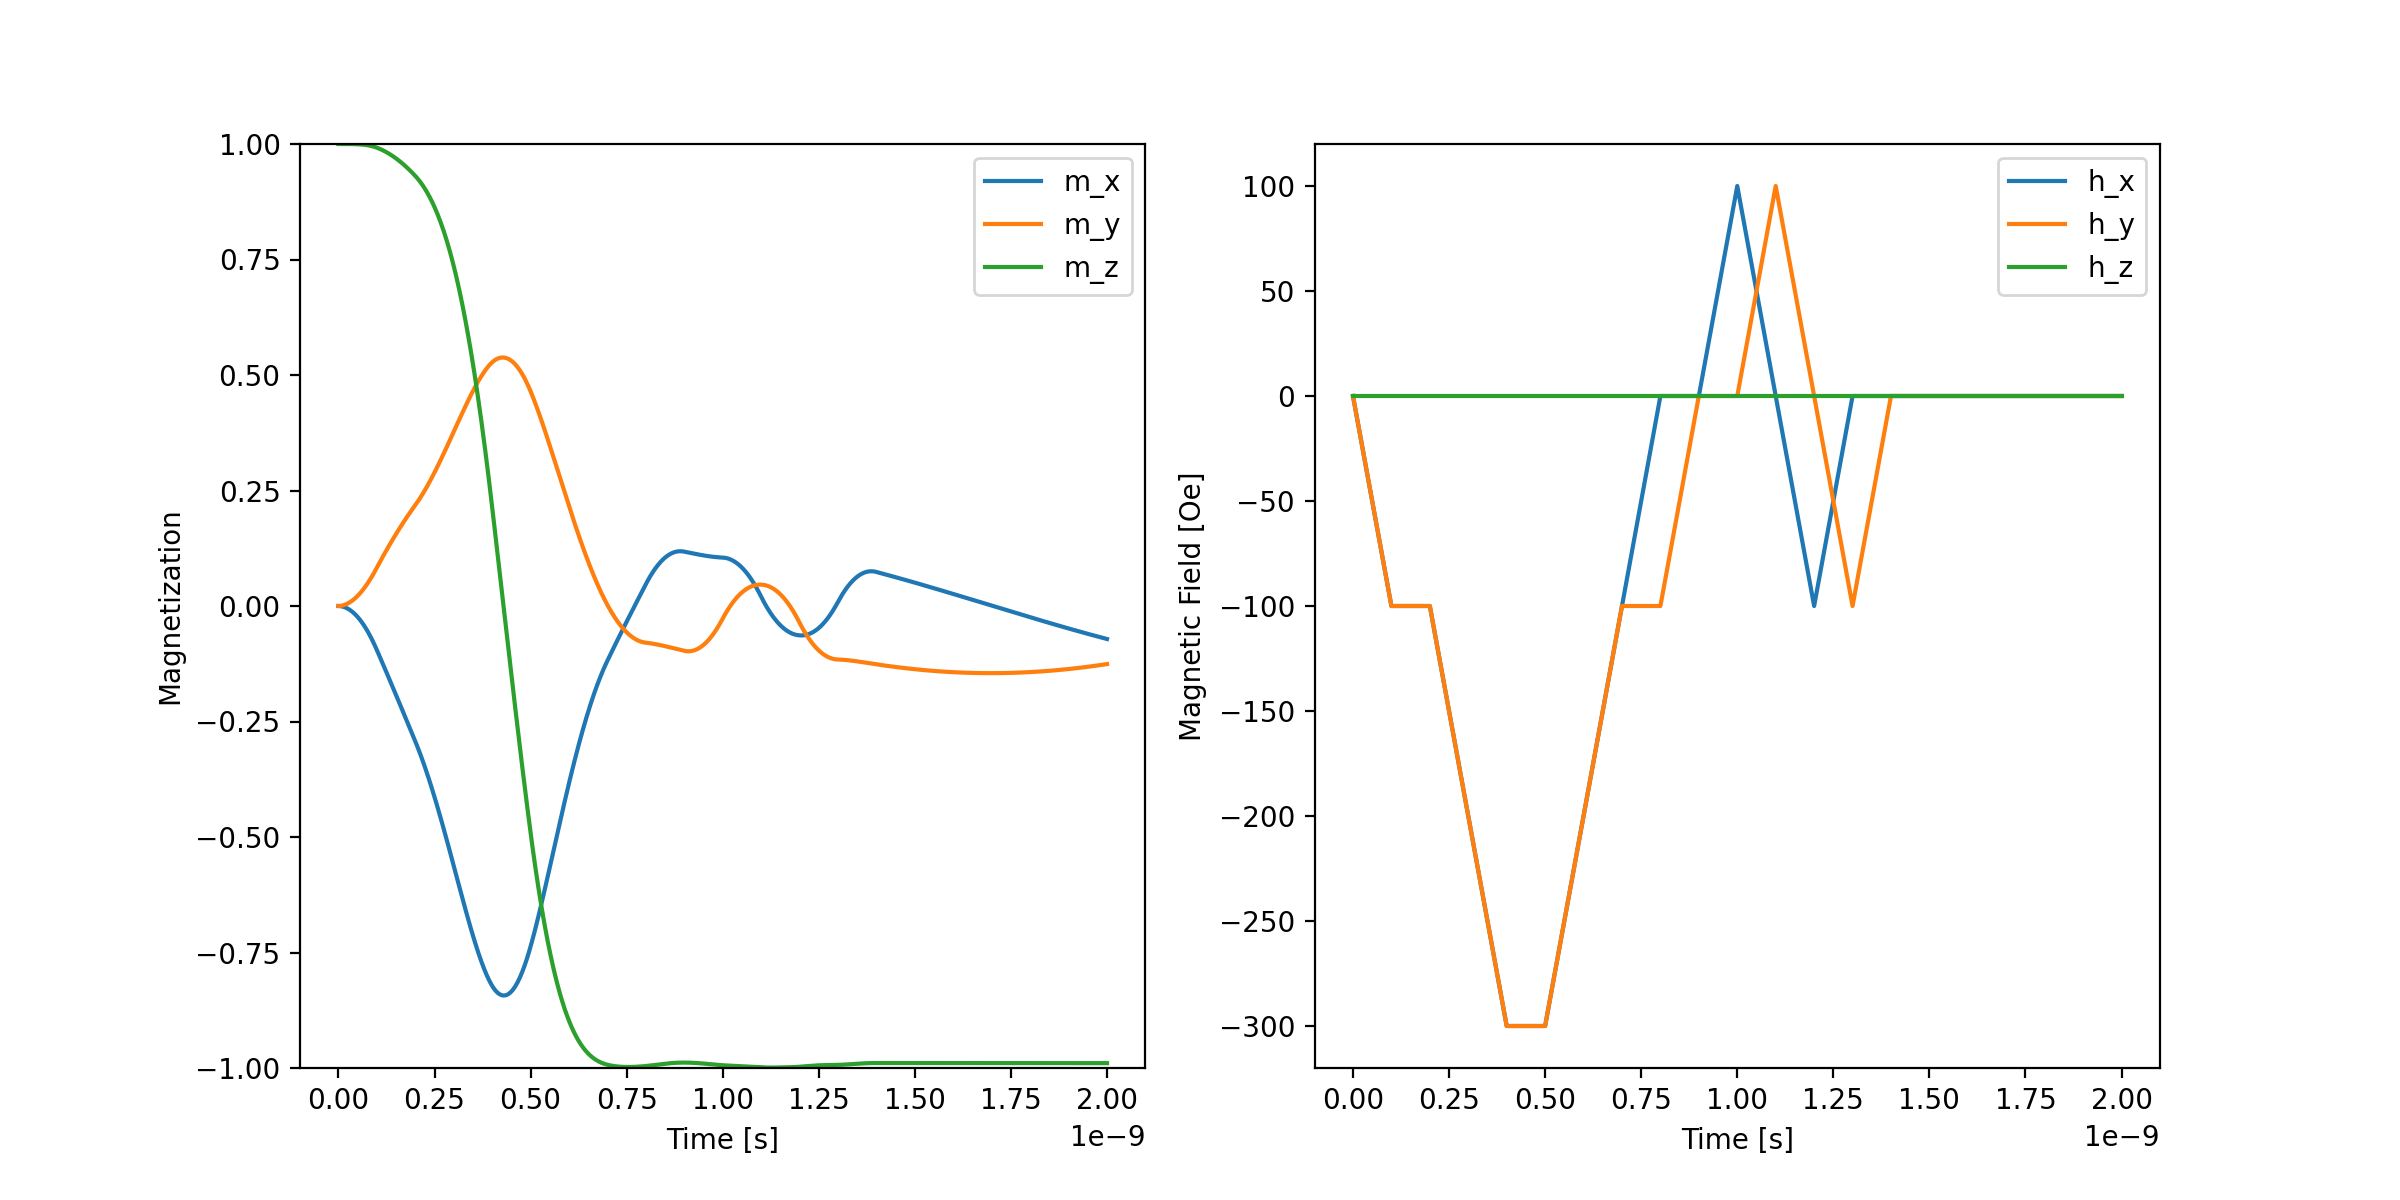 1.00
0.75
0.50
0.25
0.00
−0.25
−0.50
−0.75
−1.00
Magnetization
0.00 0.25 0.50 0.75 1.00 1.25 1.50 1.75 2.00
Time [s]
1e−9
m_x
m_y
m_z
100
50
0
−50
−100
−150
−200
−250
−300
Magnetic Field [Oe]
0.00 0.25 0.50 0.75 1.00 1.25 1.50 1.75 2.00
Time [s]
1e−9
h_x
h_y
h_z